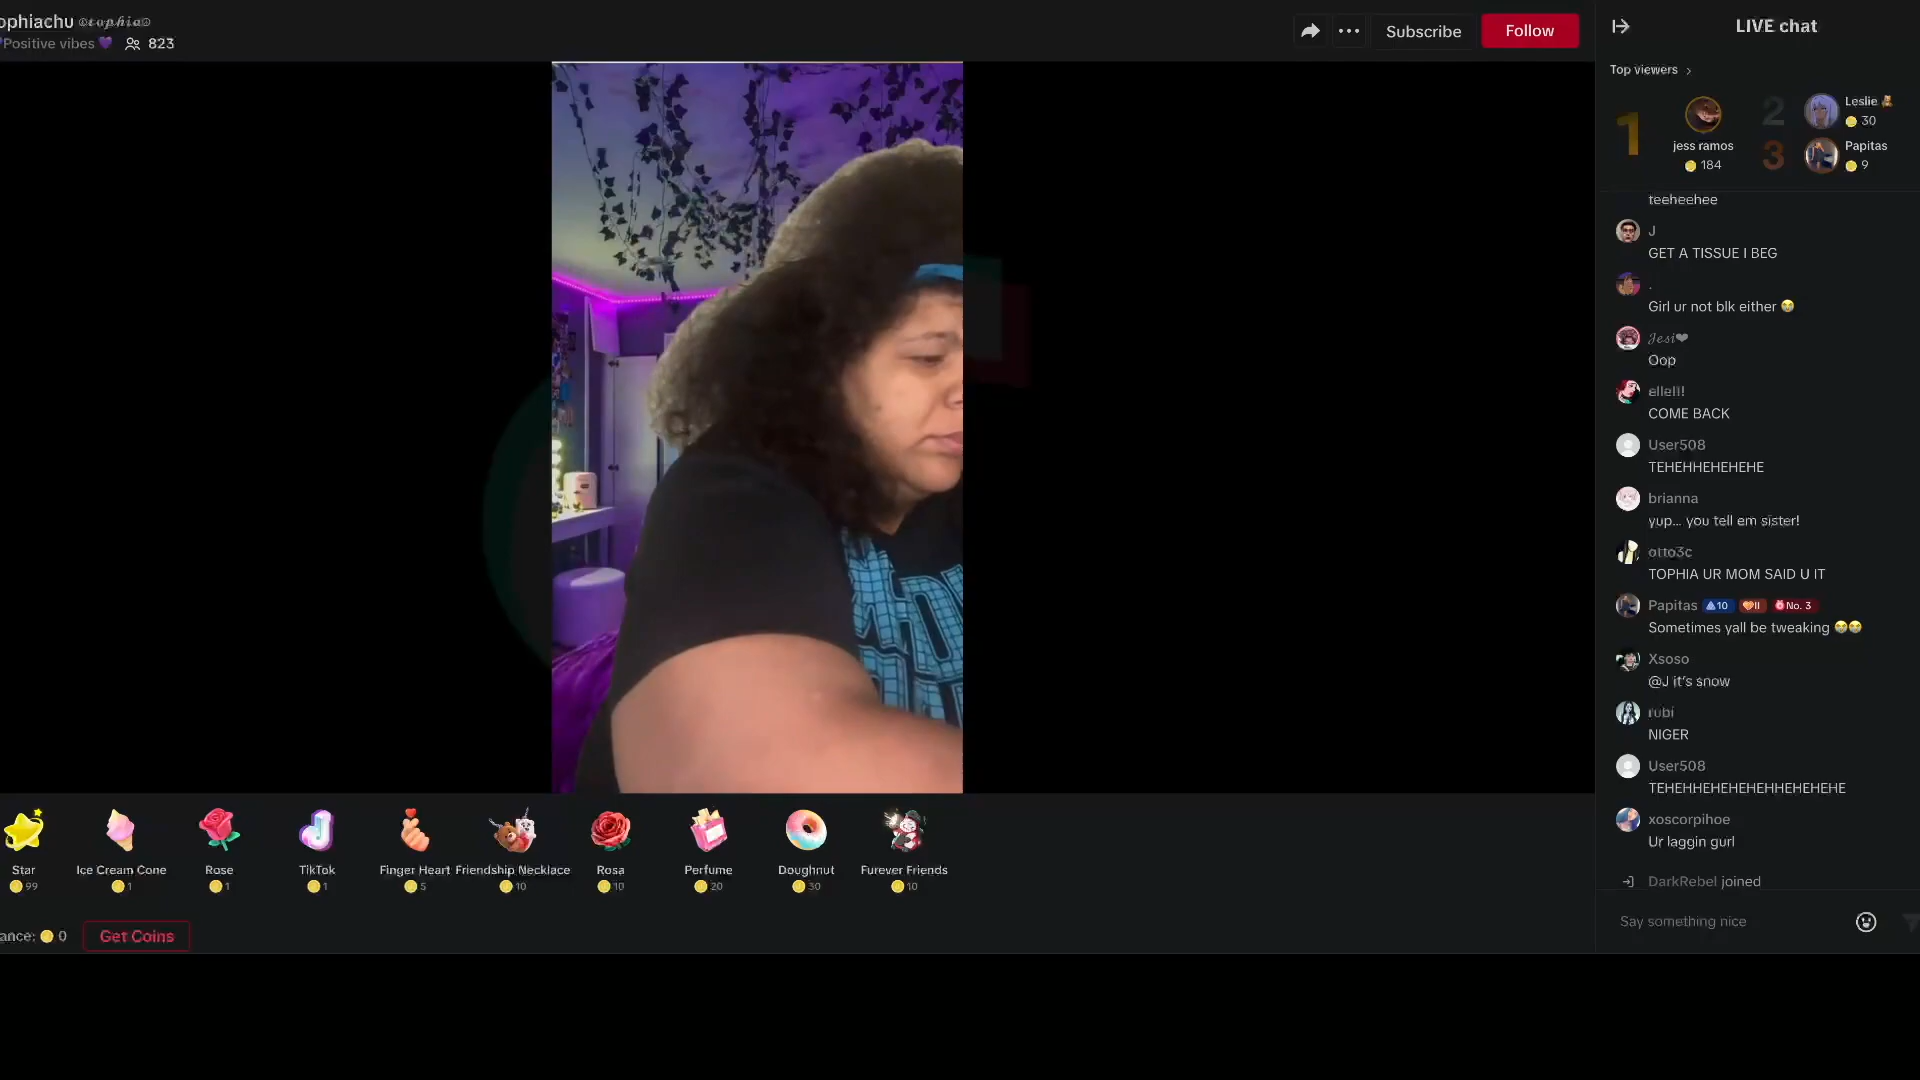 ophiachu @tophia
Positive vibes 💜 823
Subscribe
Follow
LIVE chat
Top viewers >
1
jess ramos
184
2
Leslie 🧸
30
3
Papitas
9
teeheehee
J
GET A TISSUE I BEG
.
Girl ur not blk either 😭
Jesi❤
Oop
elle!!!
COME BACK
User508
TEHEHHEHEHEHE
brianna
yup... you tell em sister!
otto3c
TOPHIA UR MOM SAID U IT
Papitas 10 II No. 3
Sometimes yall be tweaking 😭😭
Xsoso
@J it's snow
rubi
NIGER
User508
TEHEHHEHEHEHEHHEHEHEHE
xoscorpihoe
Ur laggin gurl
DarkRebel joined
Say something nice
Star
99
Ice Cream Cone
1
Rose
1
TikTok
1
Finger Heart
5
Friendship Necklace
10
Rosa
10
Perfume
20
Doughnut
30
Furever Friends
10
ance: 0
Get Coins